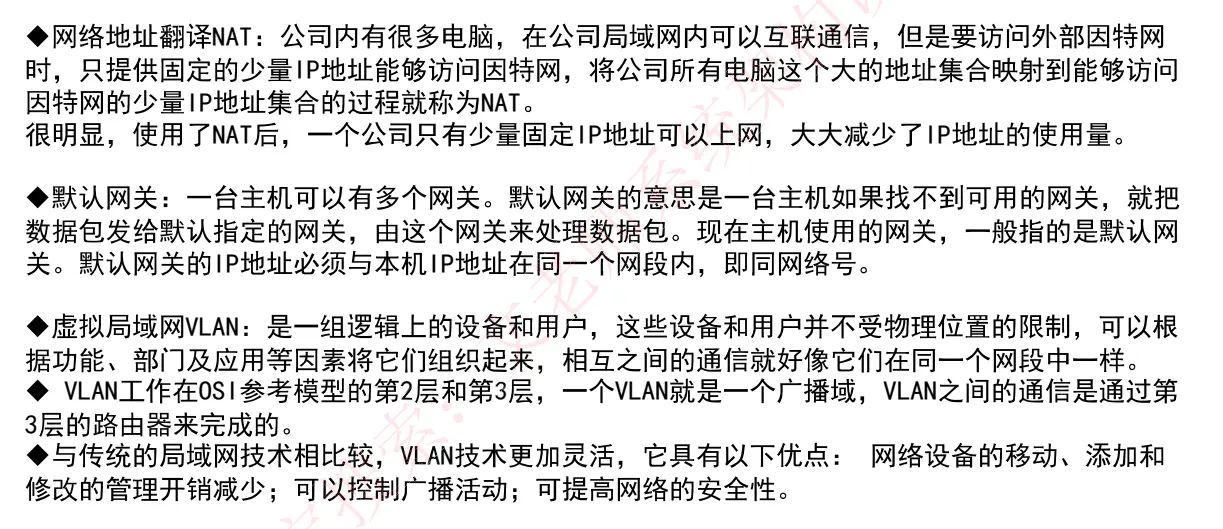 ◆网络地址翻译NAT：公司内有很多电脑，在公司局域网内可以互联通信，但是要访问外部因特网
时，只提供固定的少量IP地址能够访问因特网，将公司所有电脑这个大的地址集合映射到能够访问
因特网的少量IP地址集合的过程就称为NAT。
很明显，使用了NAT后，一个公司只有少量固定IP地址可以上网，大大减少了IP地址的使用量。
◆默认网关：一台主机可以有多个网关。默认网关的意思是一台主机如果找不到可用的网关，就把
数据包发给默认指定的网关，由这个网关来处理数据包。现在主机使用的网关，一般指的是默认网
关。默认网关的IP地址必须与本机IP地址在同一个网段内，即同网络号。
◆虚拟局域网VLAN：是一组逻辑上的设备和用户，这些设备和用户并不受物理位置的限制，可以根
据功能、部门及应用等因素将它们组织起来，相互之间的通信就好像它们在同一个网段中一样。
◆ VLAN工作在OSI参考模型的第2层和第3层，一个VLAN就是一个广播域，VLAN之间的通信是通过第
3层的路由器来完成的。
◆与传统的局域网技术相比较，VLAN技术更加灵活，它具有以下优点： 网络设备的移动、添加和
修改的管理开销减少；可以控制广播活动；可提高网络的安全性。